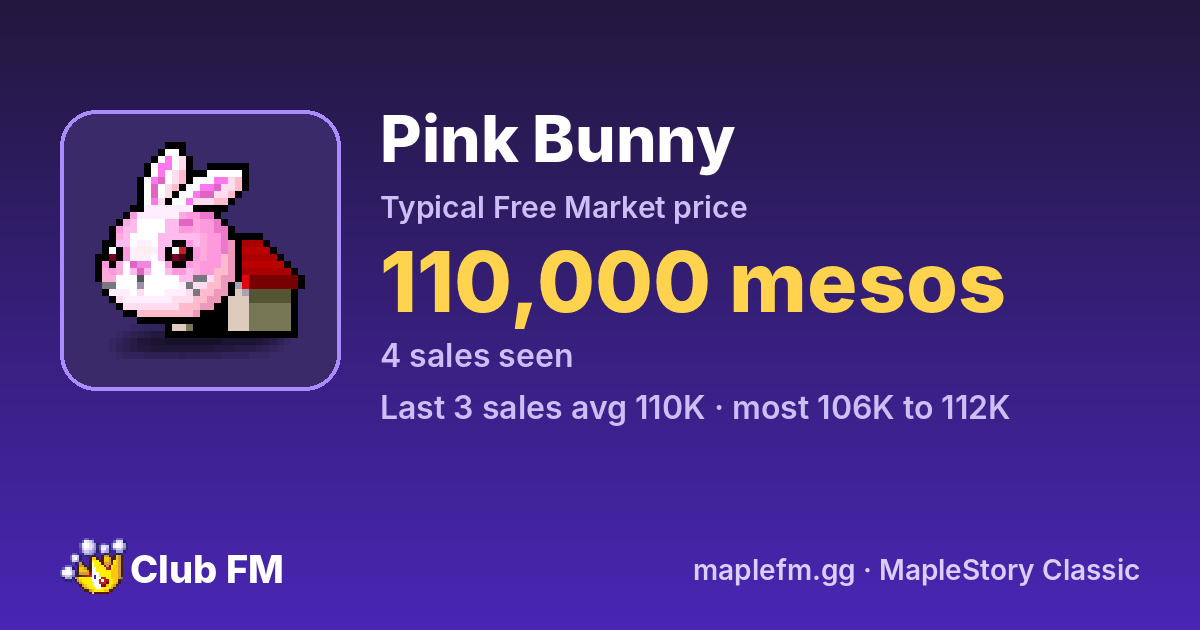 Pink Bunny
Typical Free Market price
110,000 mesos
4 sales seen
Last 3 sales avg 110K · most 106K to 112K
Club FM
maplefm.gg · MapleStory Classic